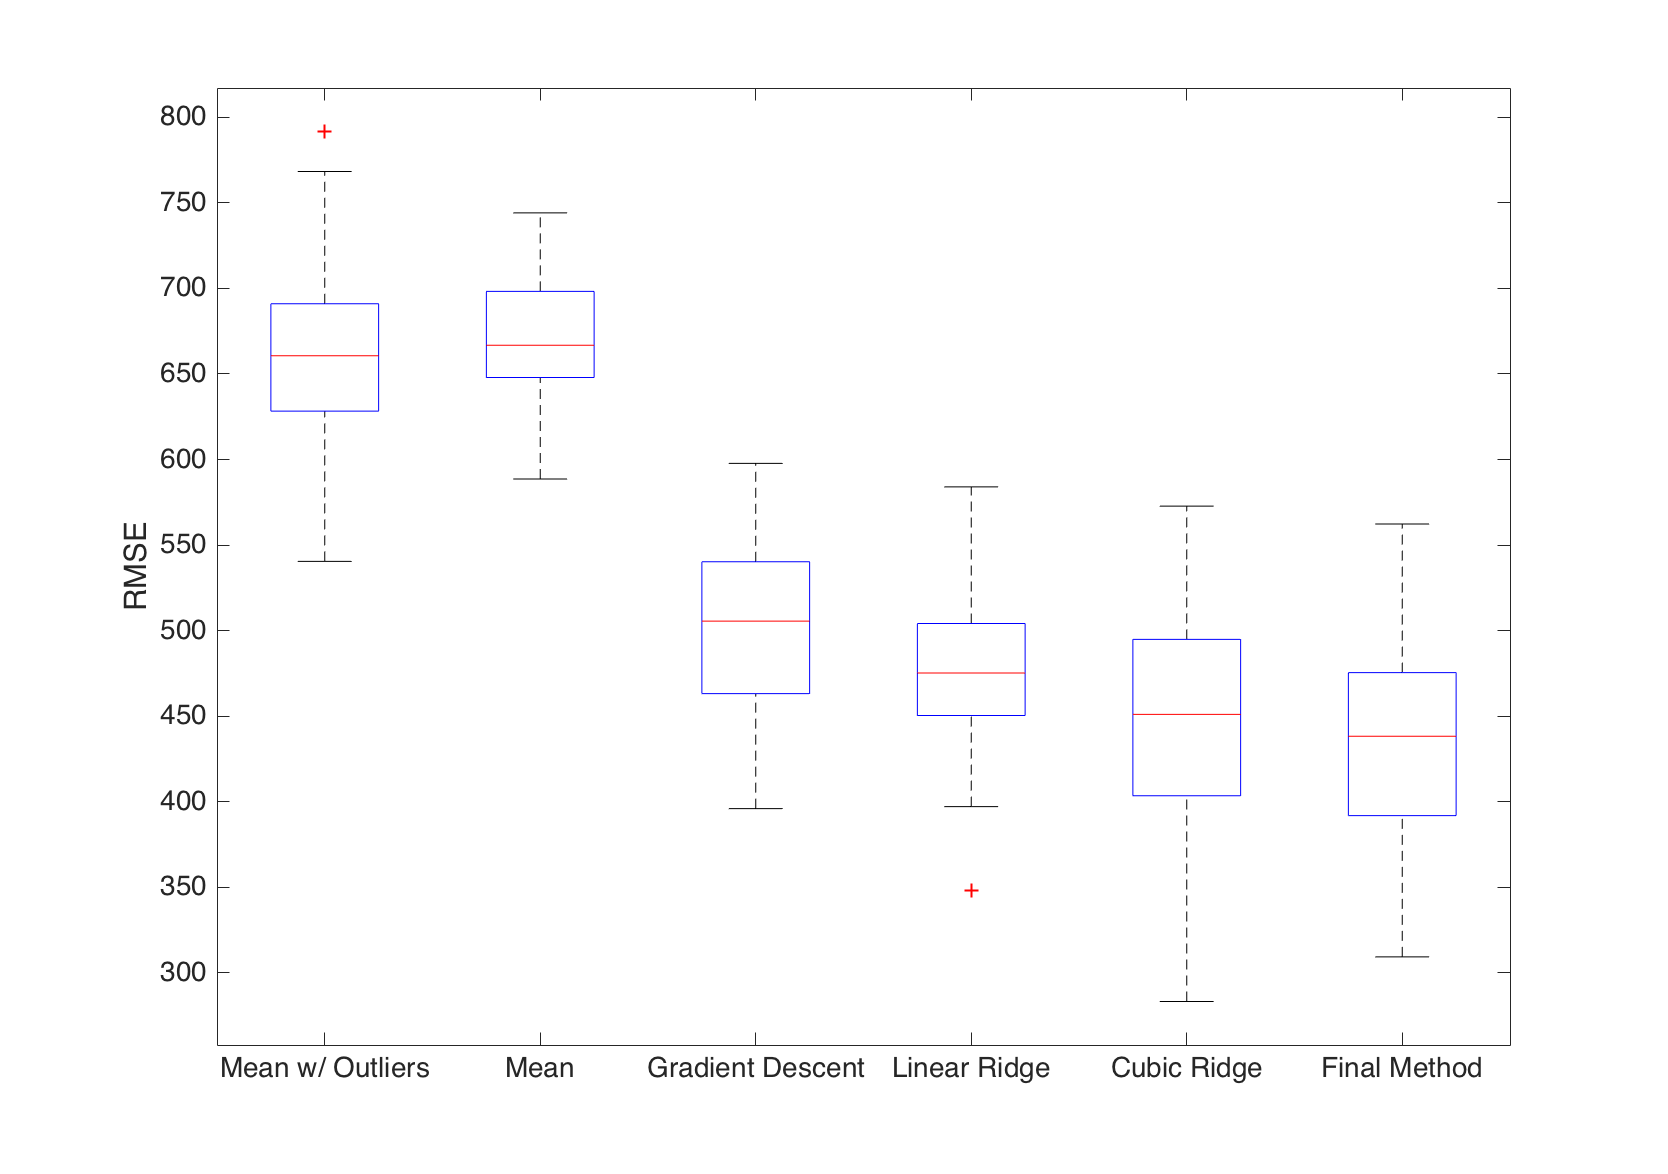 800
750
700
650
600
550
500
450
400
350
300
RMSE
Mean w/ Outliers
Mean
Gradient Descent
Linear Ridge
Cubic Ridge
Final Method